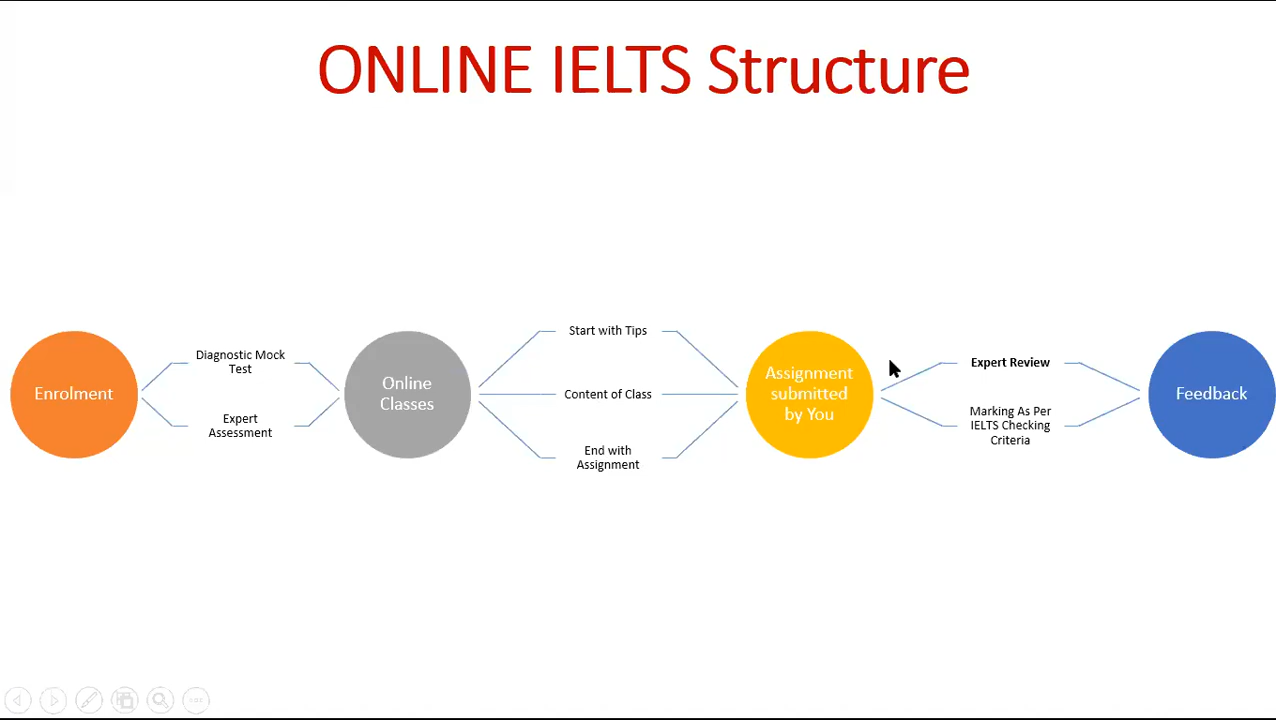 ONLINE IELTS Structure
Enrolment
Diagnostic Mock
Test
Expert
Assessment
Online
Classes
Start with Tips
Content of Class
End with
Assignment
Assignment
submitted
by You
Expert Review
Marking As Per
IELTS Checking
Criteria
Feedback